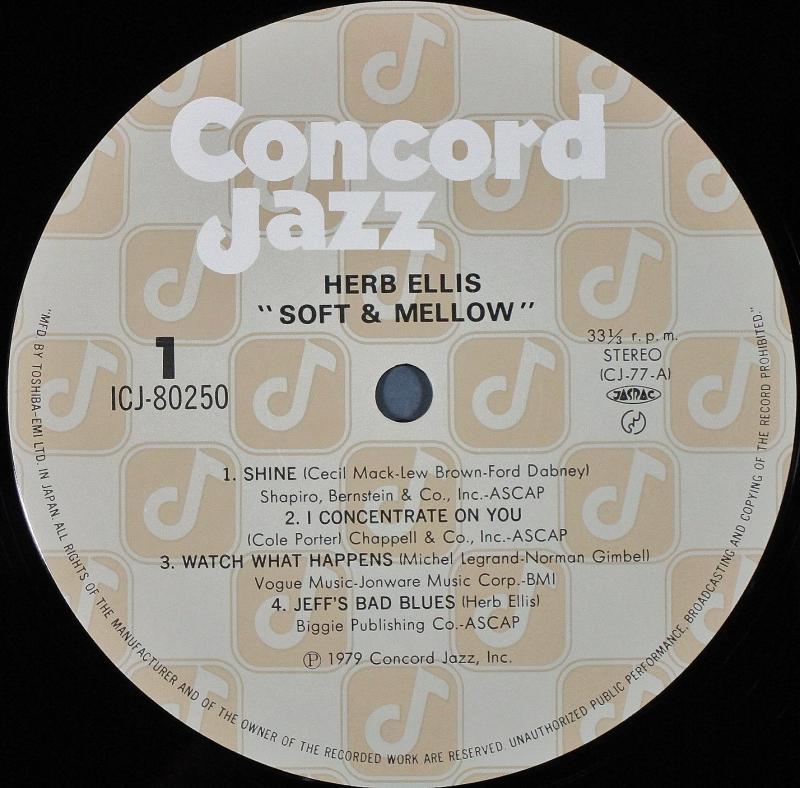 Concord
Jazz
HERB ELLIS
"SOFT & MELLOW"
1
ICJ-80250
33⅓ r.p.m.
STEREO
(CJ-77-A)
JASRAC
1. SHINE (Cecil Mack-Lew Brown-Ford Dabney)
Shapiro, Bernstein & Co., Inc.-ASCAP
2. I CONCENTRATE ON YOU
(Cole Porter) Chappell & Co., Inc.-ASCAP
3. WATCH WHAT HAPPENS (Michel Legrand-Norman Gimbell)
Vogue Music-Jonware Music Corp.-BMI
4. JEFF'S BAD BLUES (Herb Ellis)
Biggie Publishing Co.-ASCAP
℗ 1979 Concord Jazz, Inc.
"MFD BY TOSHIBA-EMI LTD. IN JAPAN. ALL RIGHTS OF THE MANUFACTURER AND OF THE OWNER OF THE RECORDED WORK ARE RESERVED. UNAUTHORIZED PUBLIC PERFORMANCE, BROADCASTING AND COPYING OF THE RECORD PROHIBITED."